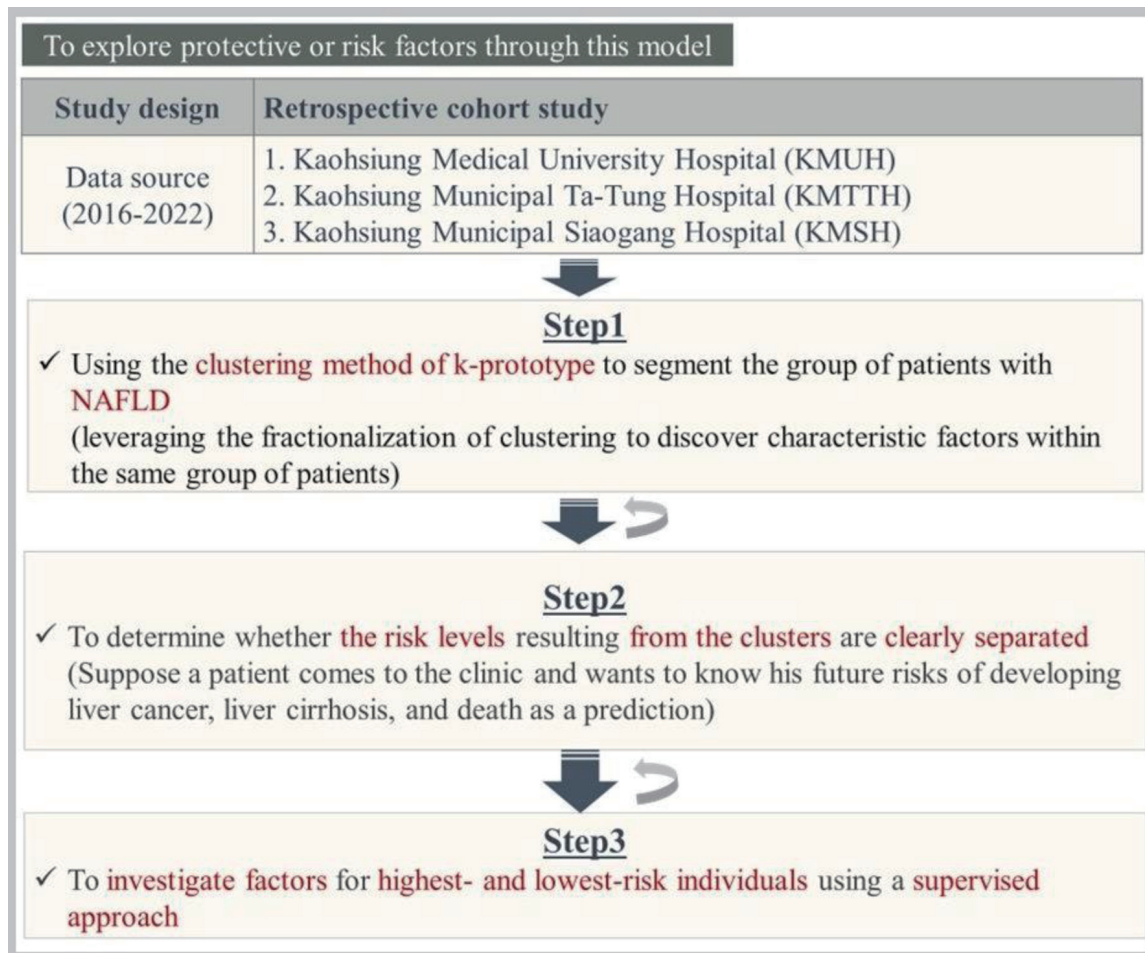 To explore protective or risk factors through this model
Study design
Retrospective cohort study
Data source
(2016-2022)
1. Kaohsiung Medical University Hospital (KMUH)
2. Kaohsiung Municipal Ta-Tung Hospital (KMTTH)
3. Kaohsiung Municipal Siaogang Hospital (KMSH)
Step1
✓ Using the clustering method of k-prototype to segment the group of patients with
NAFLD
(leveraging the fractionalization of clustering to discover characteristic factors within
the same group of patients)
Step2
✓ To determine whether the risk levels resulting from the clusters are clearly separated
(Suppose a patient comes to the clinic and wants to know his future risks of developing
liver cancer, liver cirrhosis, and death as a prediction)
Step3
✓ To investigate factors for highest- and lowest-risk individuals using a supervised
approach